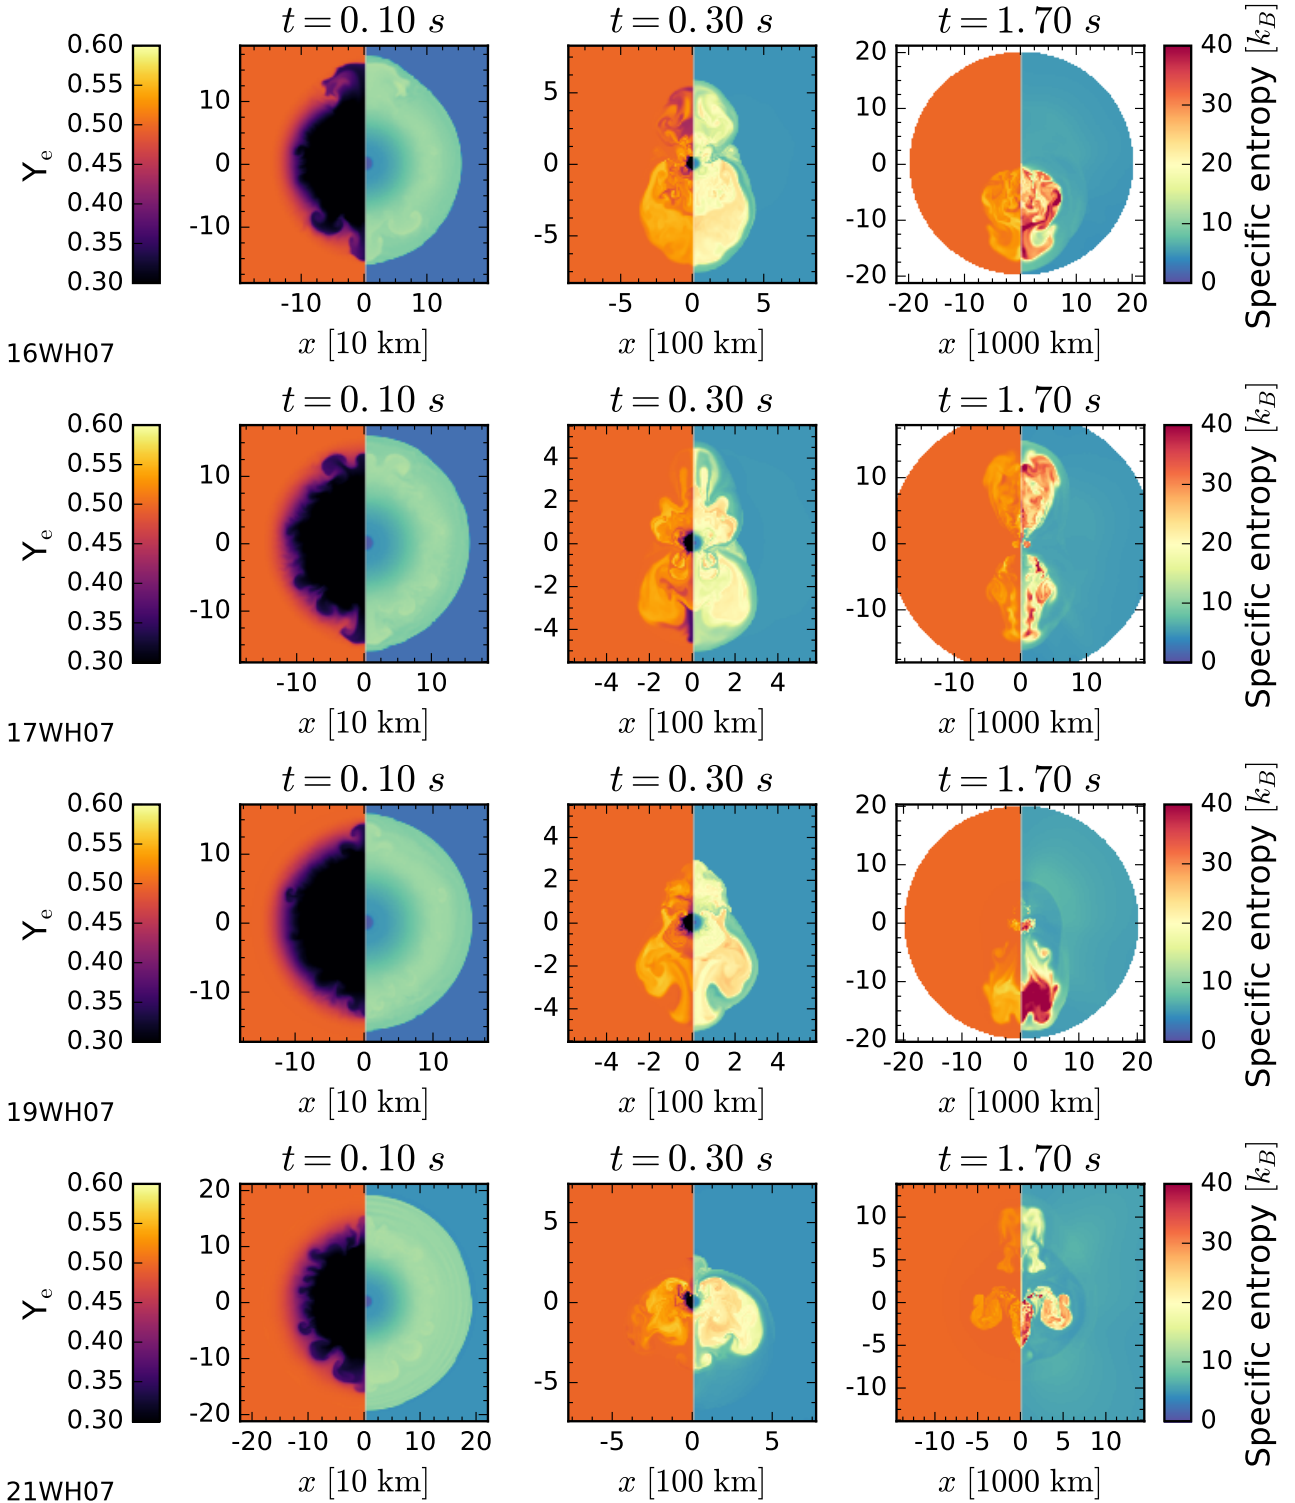 t = 0.10 s t = 0.30 s t = 1.70 s
0.60 0.55 0.50 0.45 0.40 0.35 0.30
Y_e
10 0 -10
5 0 -5
20 10 0 -10 -20
40 30 20 10 0
Specific entropy [k_B]
-10 0 10 -5 0 5 -20 -10 0 10 20
x [10 km] x [100 km] x [1000 km]
16WH07
t = 0.10 s t = 0.30 s t = 1.70 s
0.60 0.55 0.50 0.45 0.40 0.35 0.30
Y_e
10 0 -10
4 2 0 -2 -4
10 0 -10
40 30 20 10 0
Specific entropy [k_B]
-10 0 10 -4 -2 0 2 4 -10 0 10
x [10 km] x [100 km] x [1000 km]
17WH07
t = 0.10 s t = 0.30 s t = 1.70 s
0.60 0.55 0.50 0.45 0.40 0.35 0.30
Y_e
10 0 -10
4 2 0 -2 -4
20 10 0 -10 -20
40 30 20 10 0
Specific entropy [k_B]
-10 0 10 -4 -2 0 2 4 -20 -10 0 10 20
x [10 km] x [100 km] x [1000 km]
19WH07
t = 0.10 s t = 0.30 s t = 1.70 s
0.60 0.55 0.50 0.45 0.40 0.35 0.30
Y_e
20 10 0 -10 -20
5 0 -5
10 5 0 -5 -10
40 30 20 10 0
Specific entropy [k_B]
-20 -10 0 10 20 -5 0 5 -10 -5 0 5 10
x [10 km] x [100 km] x [1000 km]
21WH07